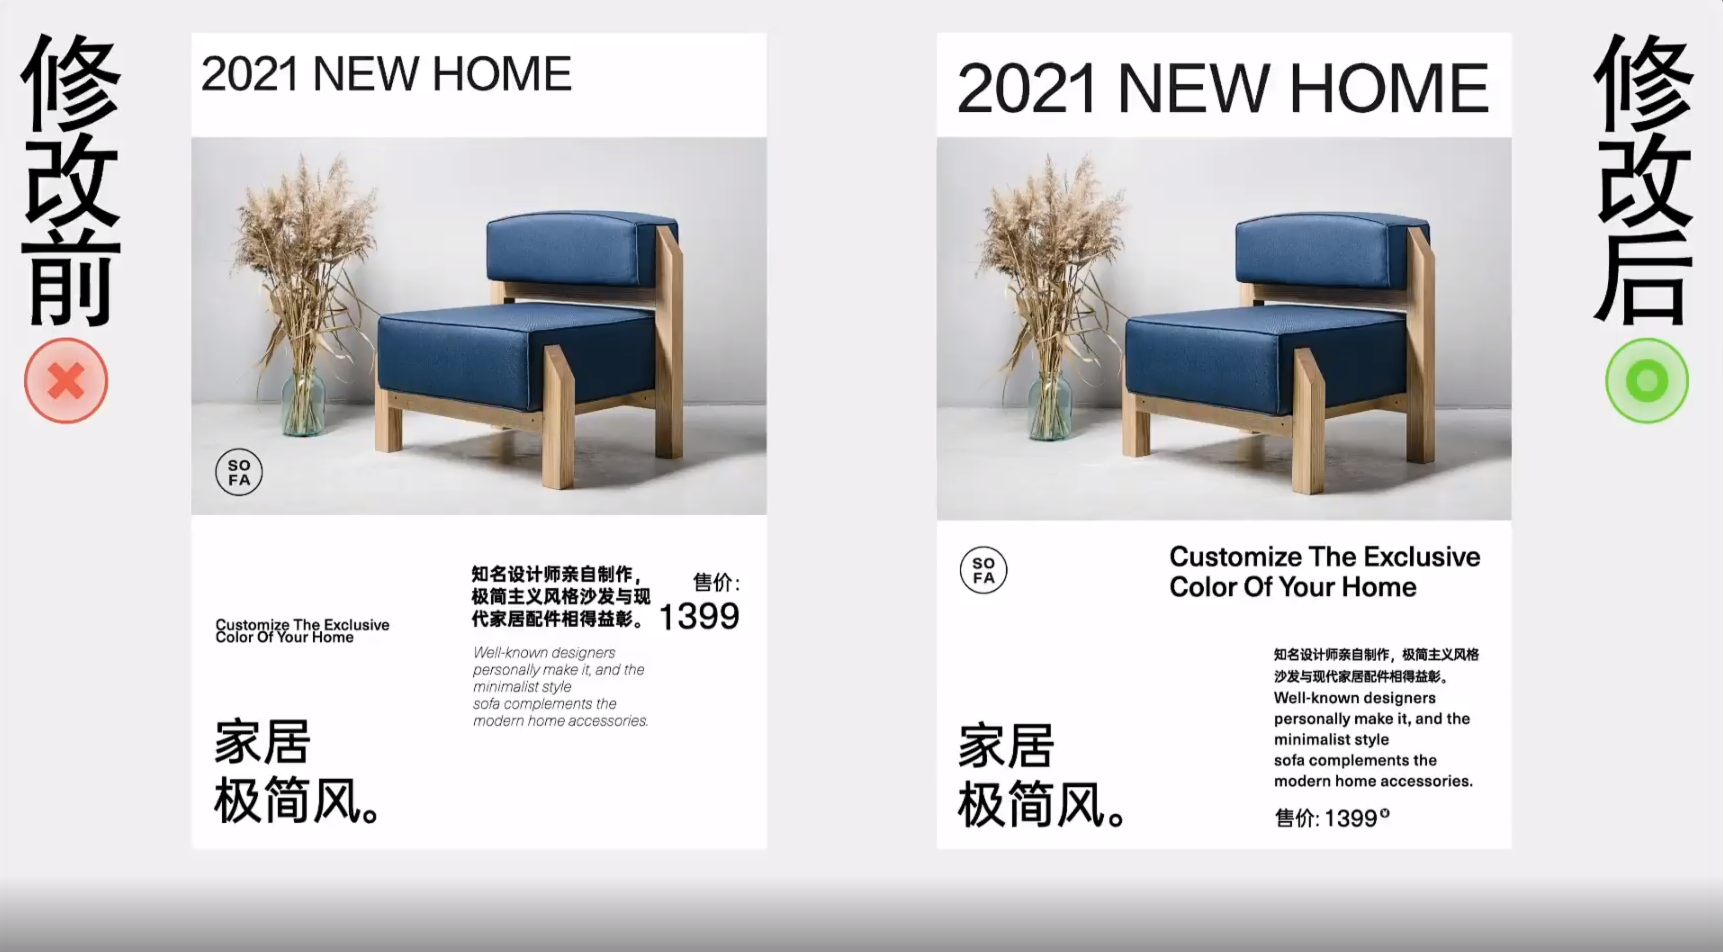 修改前
2021 NEW HOME
SO
FA
Customize The Exclusive
Color Of Your Home
知名设计师亲自制作，
极简主义风格沙发与现
代家居配件相得益彰。
售价：
1399
Well-known designers
personally make it, and the
minimalist style
sofa complements the
modern home accessories.
家居
极简风。
2021 NEW HOME
SO
FA
Customize The Exclusive
Color Of Your Home
知名设计师亲自制作，极简主义风格
沙发与现代家居配件相得益彰。
Well-known designers
personally make it, and the
minimalist style
sofa complements the
modern home accessories.
售价: 1399
家居
极简风。
修改后